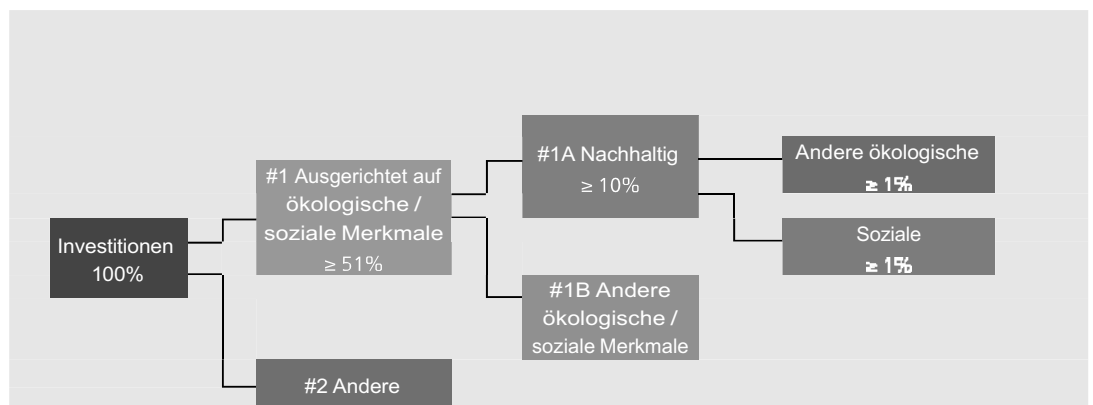 Investitionen
100%
#1 Ausgerichtet auf
ökologische /
soziale Merkmale
≥ 51%
#2 Andere
#1A Nachhaltig
≥ 10%
#1B Andere
ökologische /
soziale Merkmale
Andere ökologische
≥ 1%
Soziale
≥ 1%